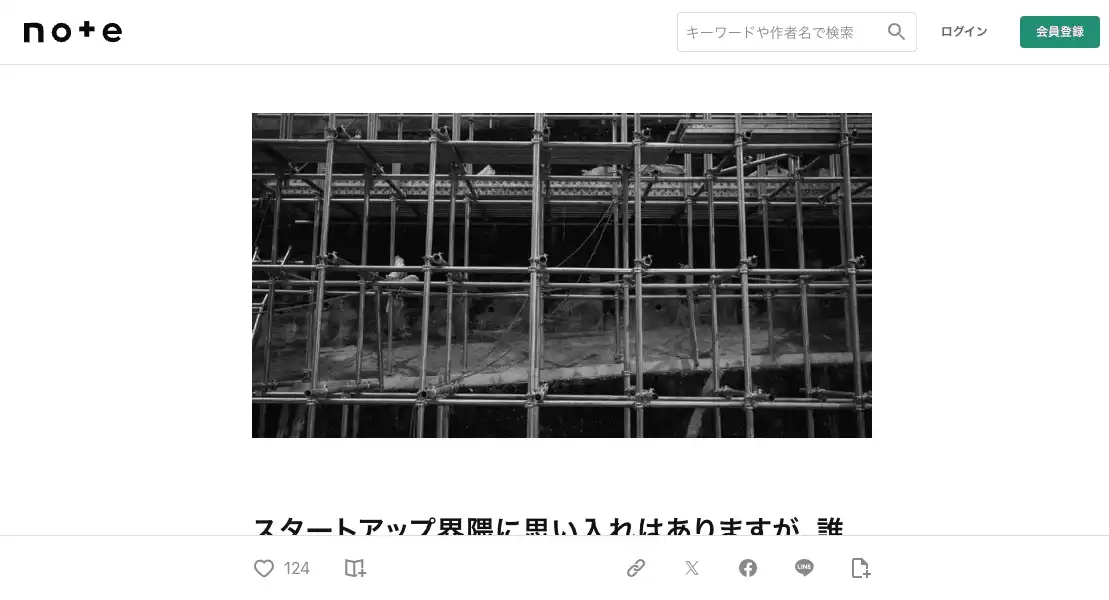 note
キーワードや作者名で検索
ログイン
会員登録
スタートアップ界隈に思い入れはありますが、誰
124
LINE